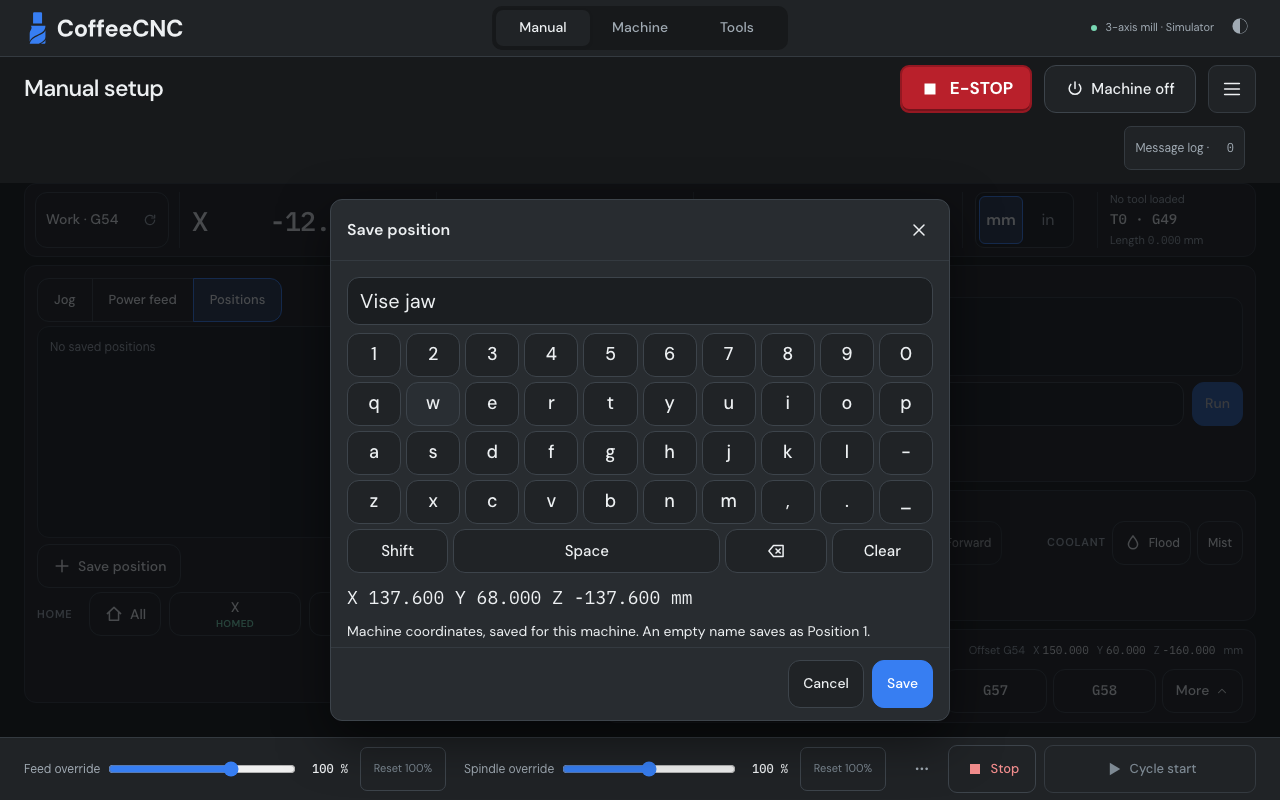 CoffeeCNC
Manual
Machine
Tools
3-axis mill · Simulator
Manual setup
E-STOP
Machine off
Message log · 0
Work · G54
X
-12.
mm
in
No tool loaded
T0 · G49
Length 0.000 mm
Jog
Power feed
Positions
No saved positions
Save position
Vise jaw
1 2 3 4 5 6 7 8 9 0
q w e r t y u i o p
a s d f g h j k l -
z x c v b n m , . _
Shift
Space
Clear
X 137.600 Y 68.000 Z -137.600 mm
Machine coordinates, saved for this machine. An empty name saves as Position 1.
Cancel
Save
Run
Forward
COOLANT
Flood
Mist
Save position
HOME
All
X
HOMED
Offset G54 X 150.000 Y 60.000 Z -160.000 mm
G57
G58
More
Feed override
100 %
Reset 100%
Spindle override
100 %
Reset 100%
Stop
Cycle start